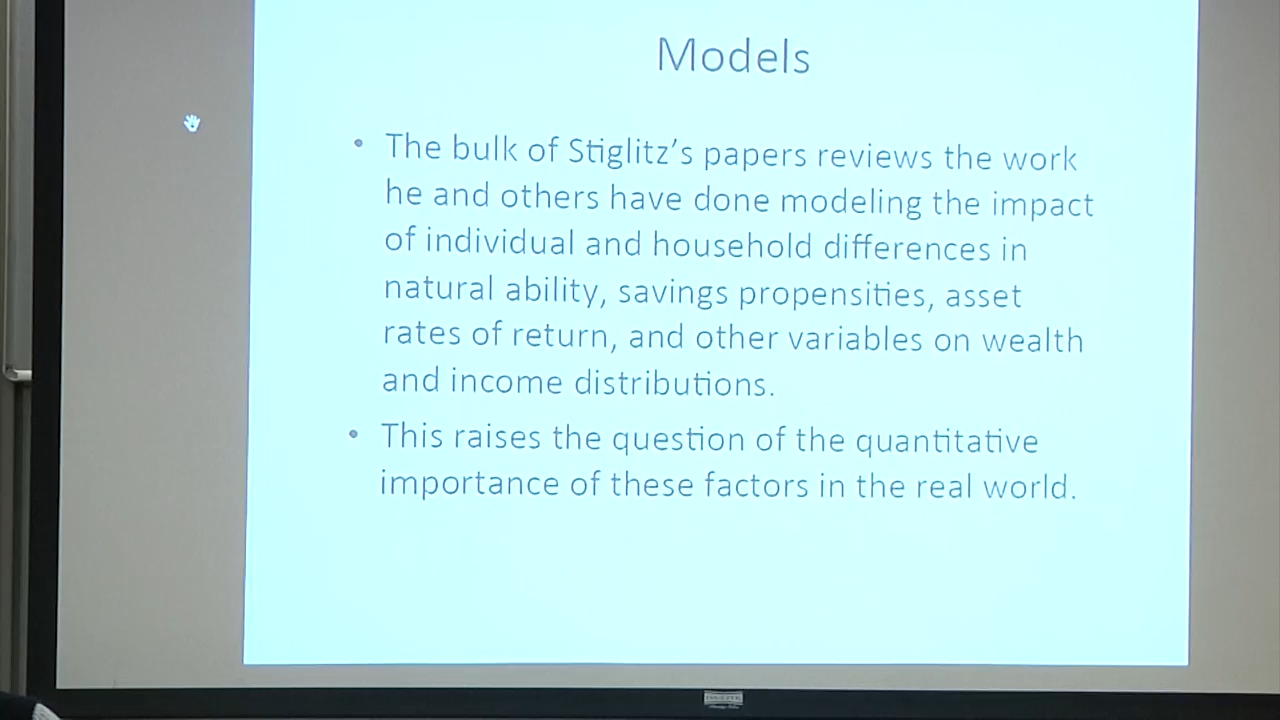 Models
• The bulk of Stiglitz's papers reviews the work
he and others have done modeling the impact
of individual and household differences in
natural ability, savings propensities, asset
rates of return, and other variables on wealth
and income distributions.
• This raises the question of the quantitative
importance of these factors in the real world.